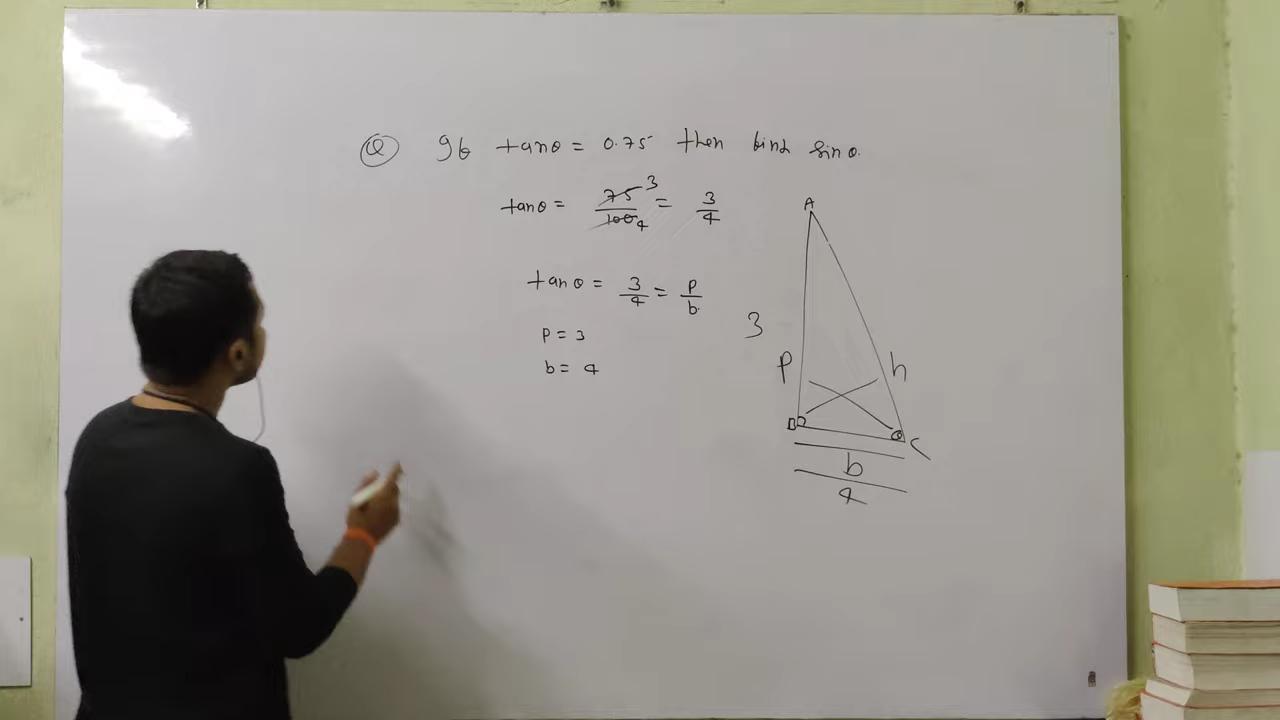 Q If tanθ = 0.75 then find sinθ.
tanθ = 75/100 3 4 = 3/4
tanθ = 3/4 = P/b
P = 3
b = 4
A
3
P h
B θ C
b
4